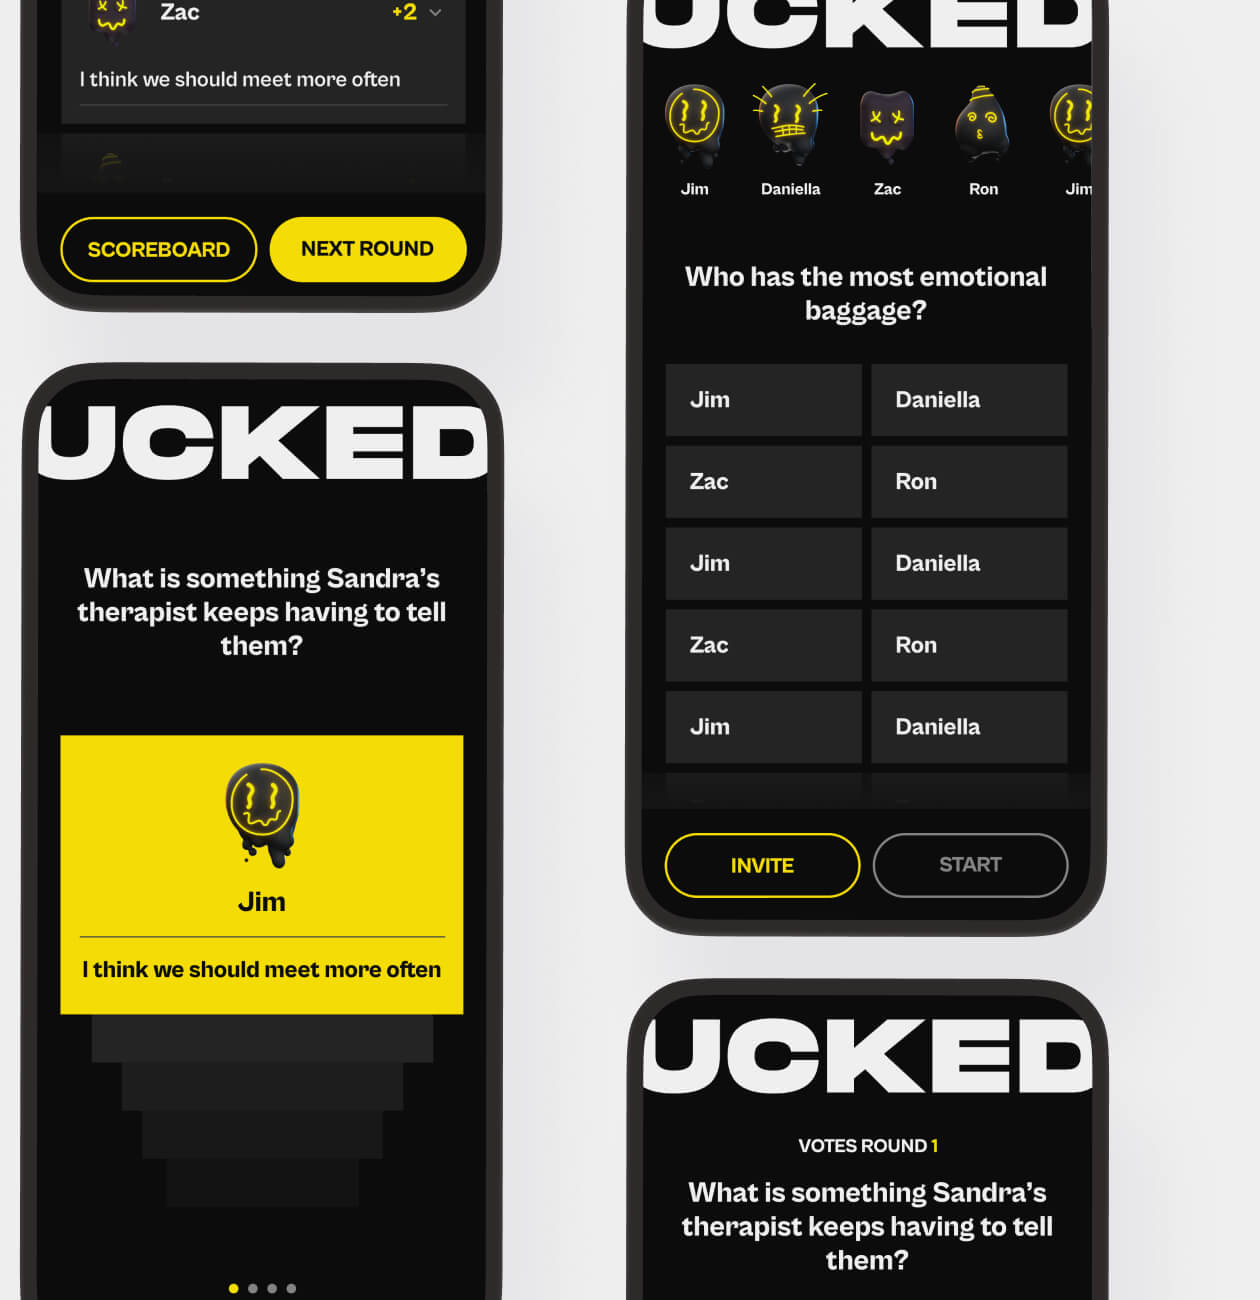 Zac
+2
I think we should meet more often
SCOREBOARD
NEXT ROUND
UCKED
What is something Sandra’s
therapist keeps having to tell
them?
Jim
I think we should meet more often
UCKED
Jim
Daniella
Zac
Ron
Jim
Who has the most emotional
baggage?
Jim
Daniella
Zac
Ron
Jim
Daniella
Zac
Ron
Jim
Daniella
INVITE
START
UCKED
VOTES ROUND 1
What is something Sandra’s
therapist keeps having to tell
them?